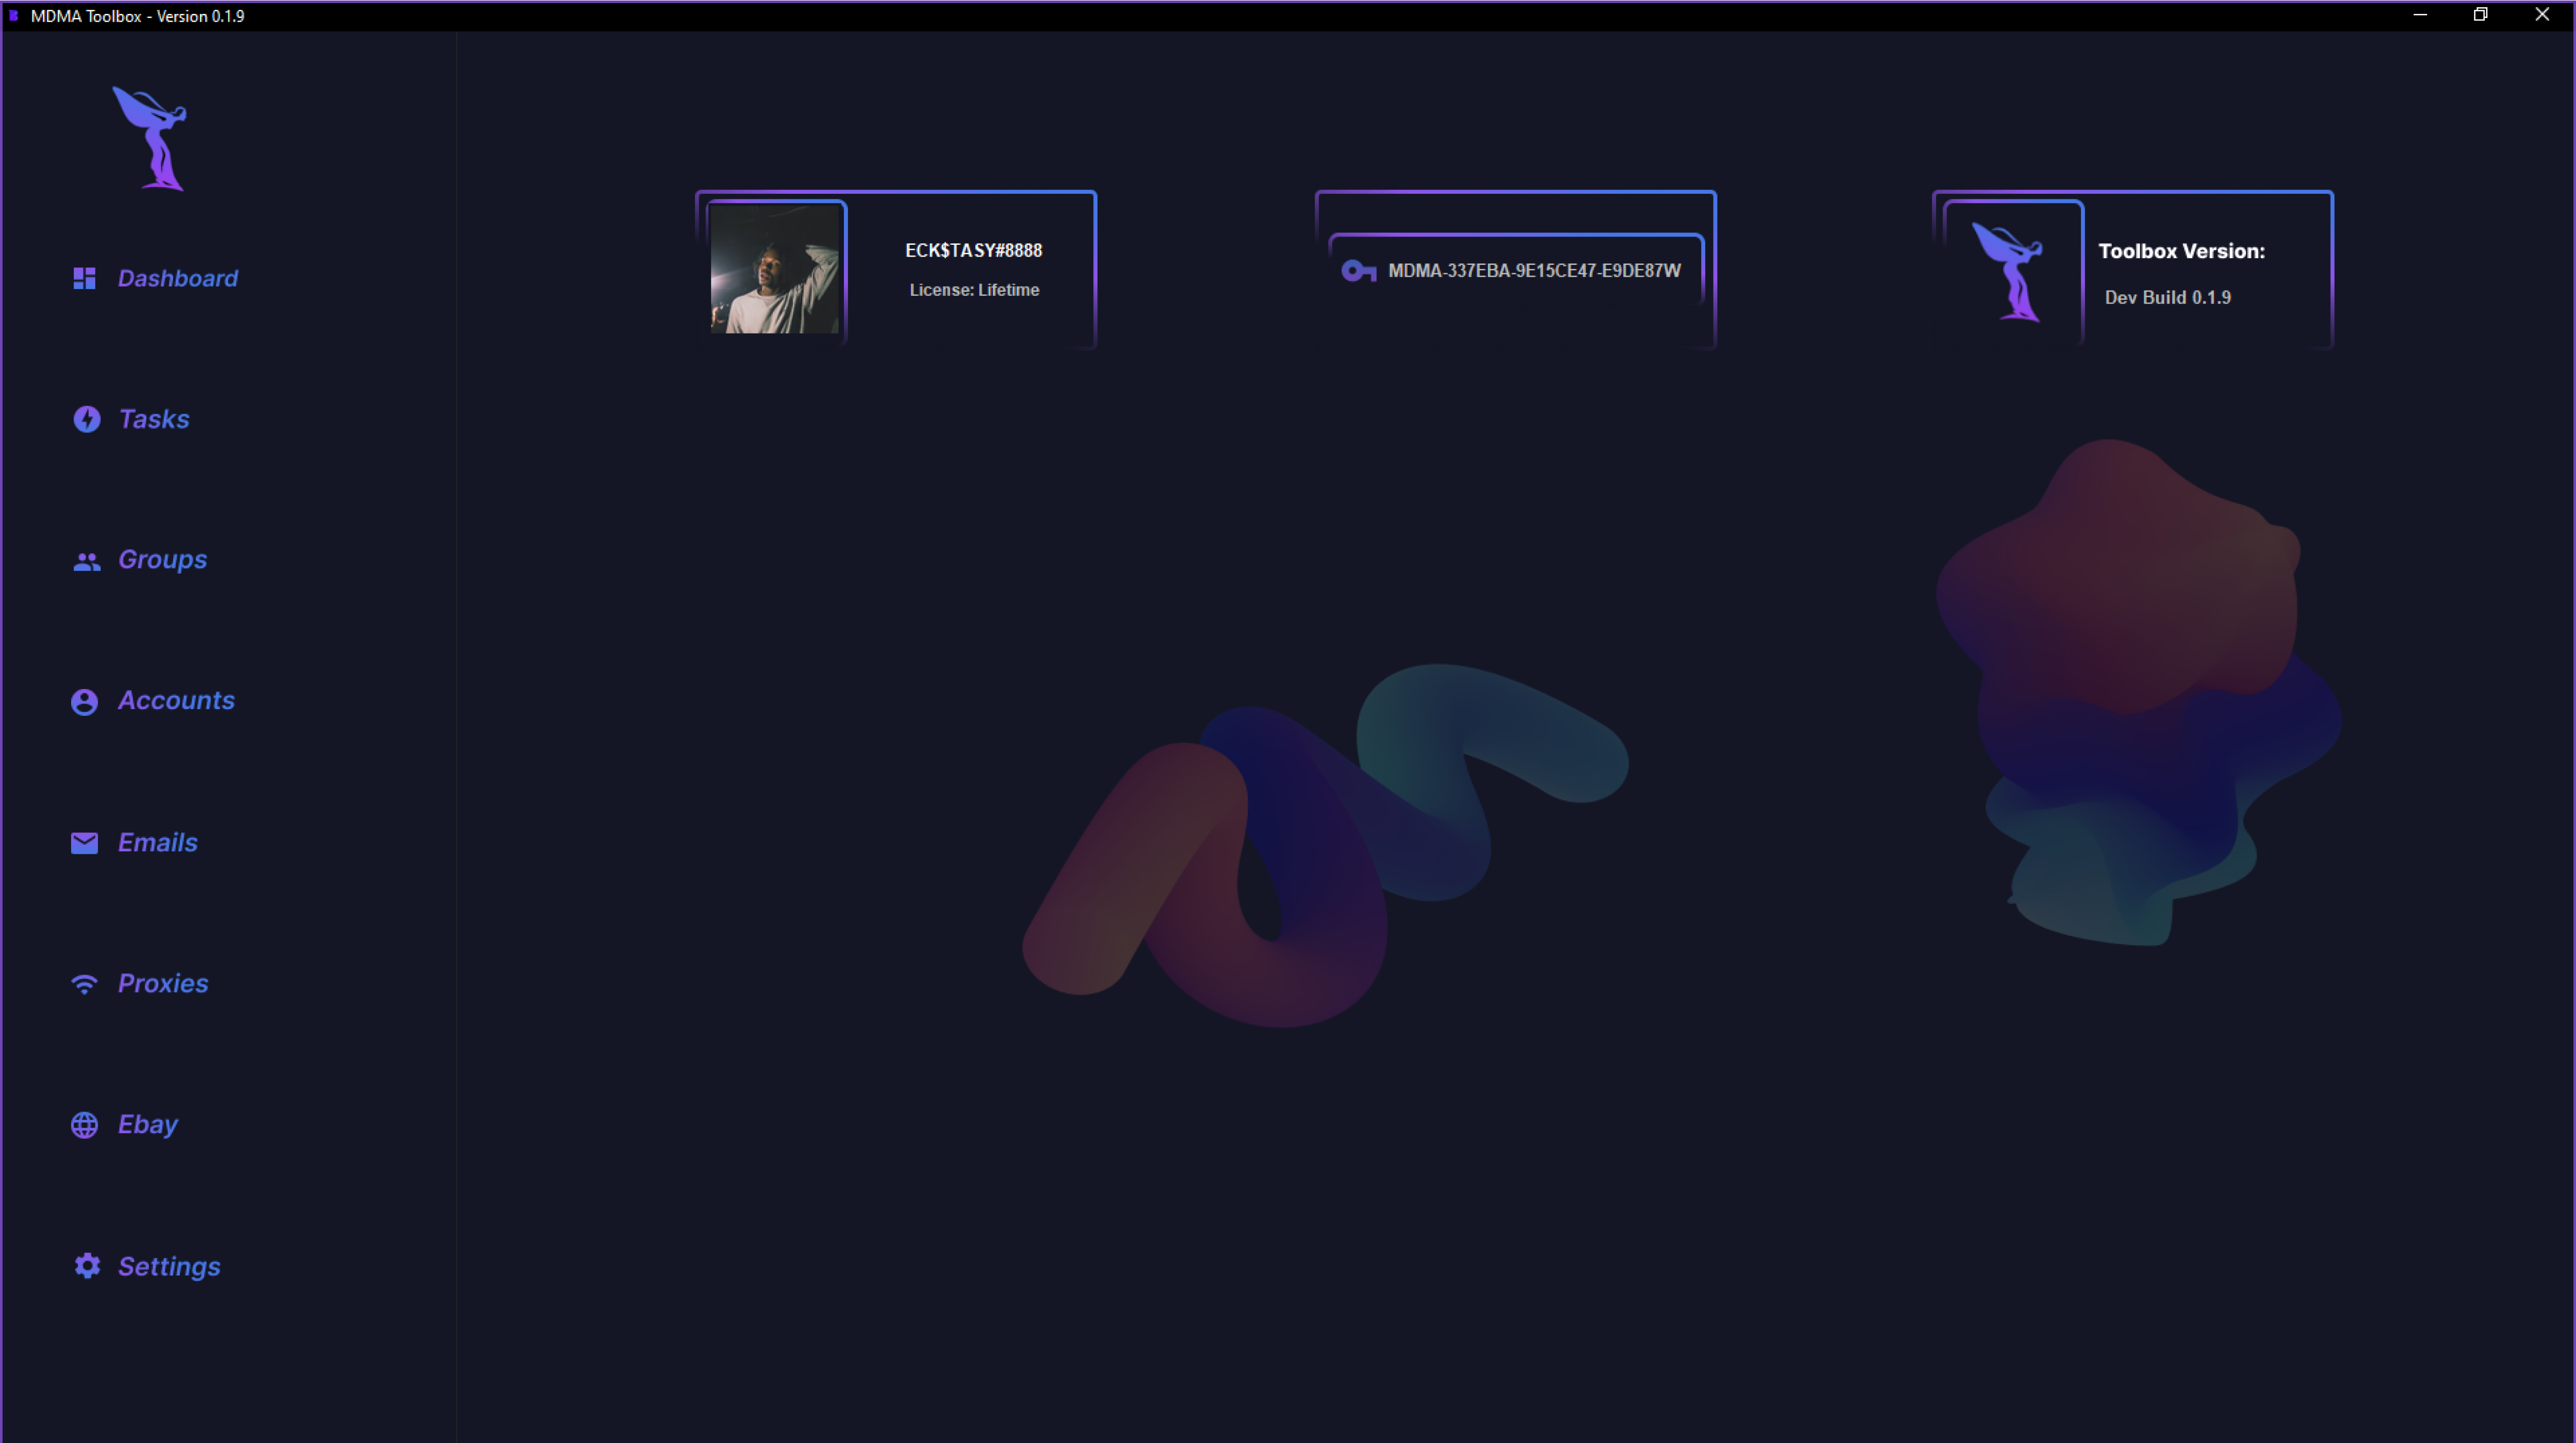 MDMA Toolbox - Version 0.1.9
Dashboard
Tasks
Groups
Accounts
Emails
Proxies
Ebay
Settings
ECK$TASY#8888
License: Lifetime
MDMA-337EBA-9E15CE47-E9DE87W
Toolbox Version:
Dev Build 0.1.9